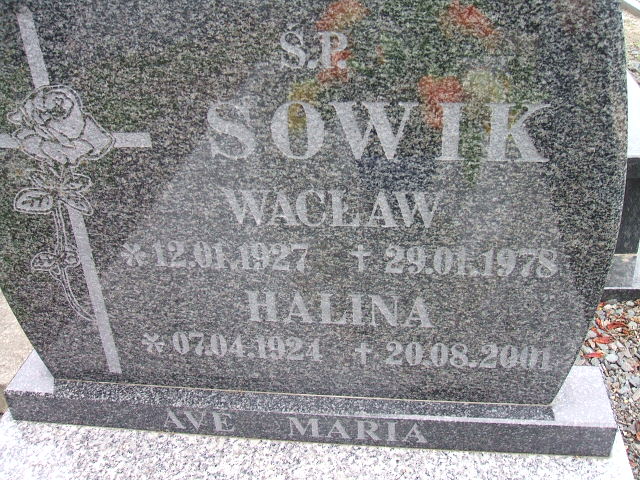 Ś.P.
SOWIK
WACŁAW
* 12.01.1927 † 29.01.1978
HALINA
* 07.04.1924 † 20.08.2001
AVE MARIA